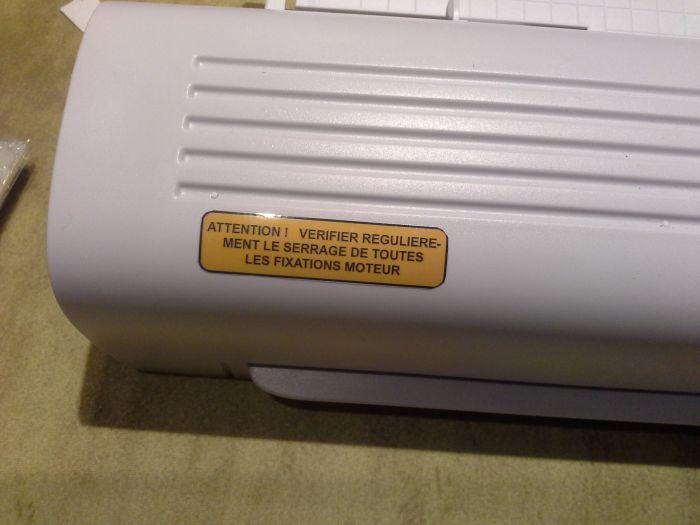 ATTENTION ! VERIFIER REGULIERE-
MENT LE SERRAGE DE TOUTES
LES FIXATIONS MOTEUR